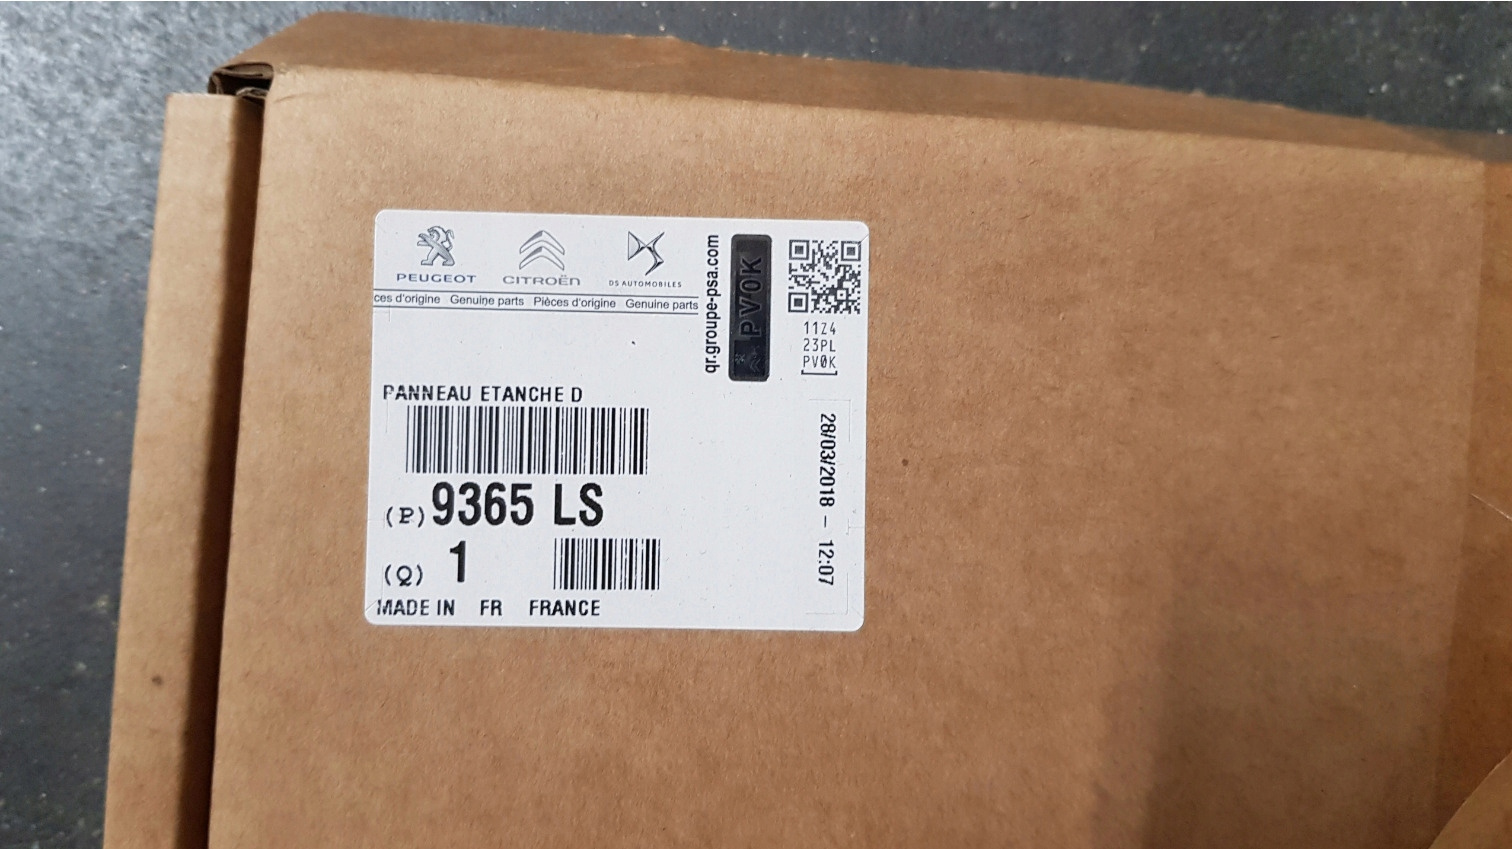 PEUGEOT
CITROËN
DS AUTOMOBILES
ces d'origine Genuine parts Pièces d'origine Genuine parts
qr.groupe-psa.com
PV0K
11Z4
23PL
PV0K
PANNEAU ETANCHE D
(P) 9365 LS
(Q) 1
MADE IN FR FRANCE
28/03/2018 - 12:07